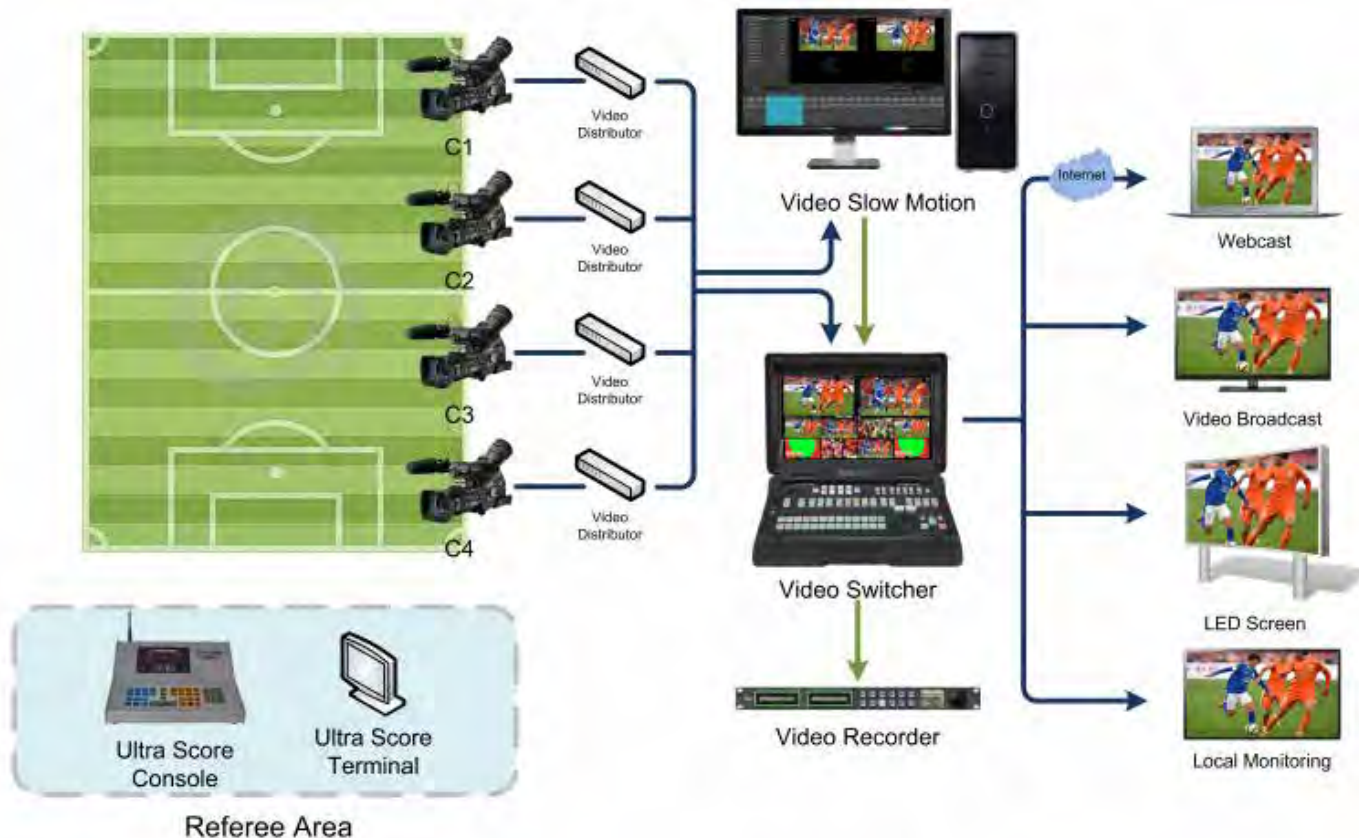 C1
Video
Distributor
C2
Video
Distributor
C3
Video
Distributor
C4
Video
Distributor
Video Slow Motion
Video Switcher
Video Recorder
Internet
Webcast
Video Broadcast
LED Screen
Local Monitoring
Ultra Score
Console
Ultra Score
Terminal
Referee Area